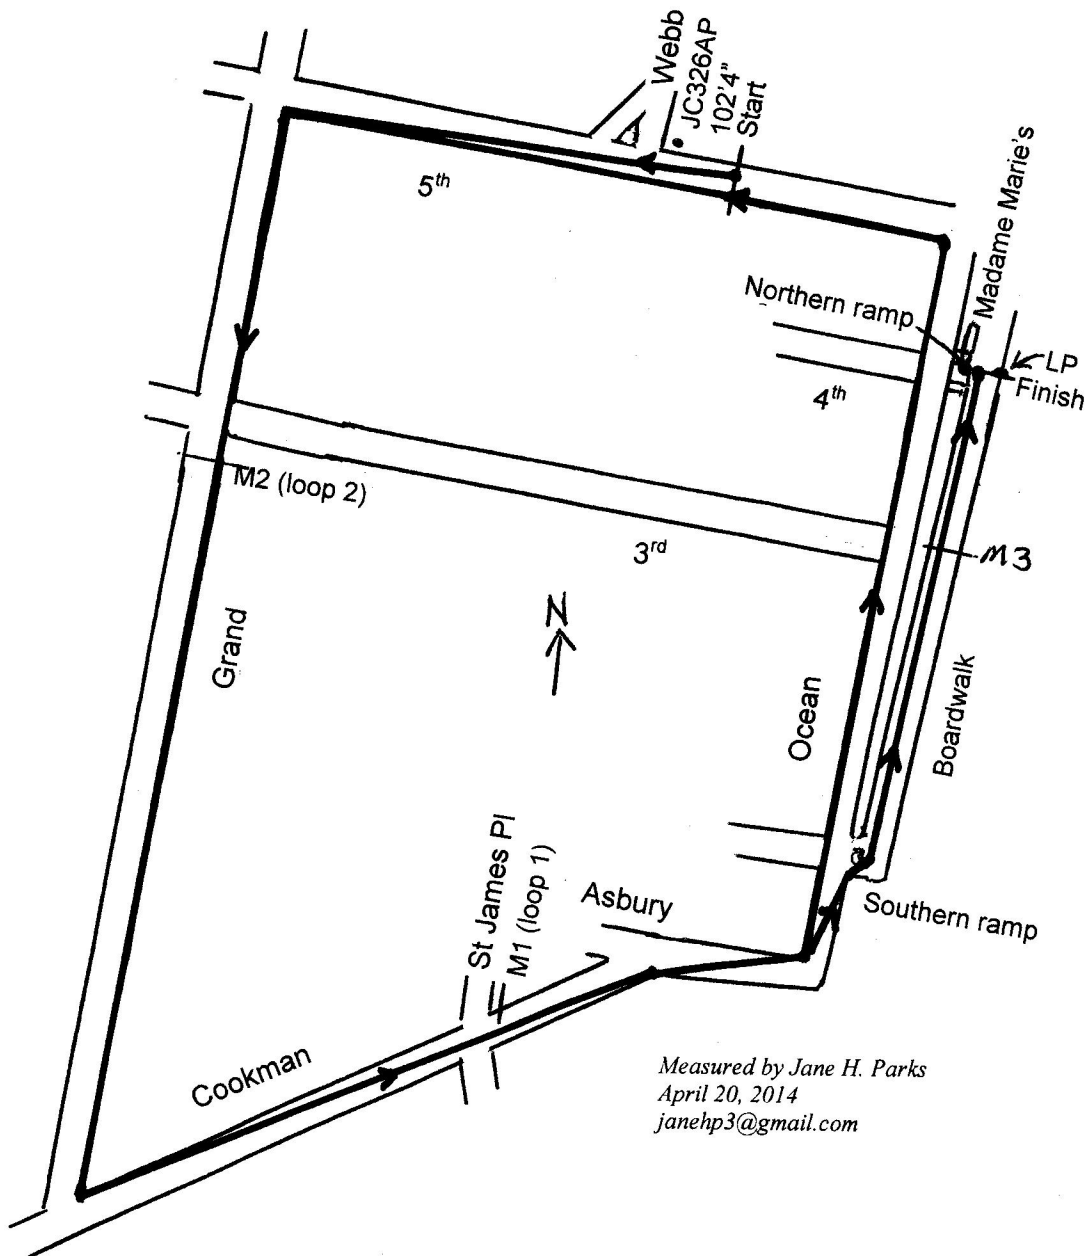 Webb
JC326AP
102'4"
Start
5th
Madame Marie's
Northern ramp
LP
Finish
4th
M2 (loop 2)
3rd
M3
N
Grand
Ocean
Boardwalk
St James Pl
M1 (loop 1)
Asbury
Southern ramp
Cookman
Measured by Jane H. Parks
April 20, 2014
janehp3@gmail.com